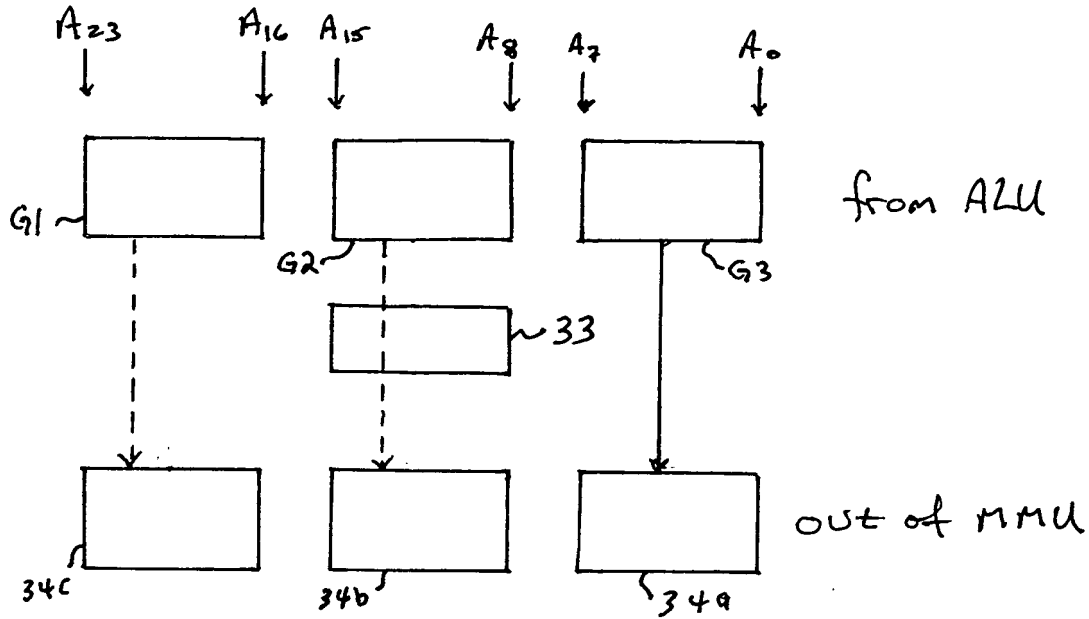 A23 A16 A15 A8 A7 A0
from ALU
G1 G2 G3
33
out of MMU
34c 34b 34a